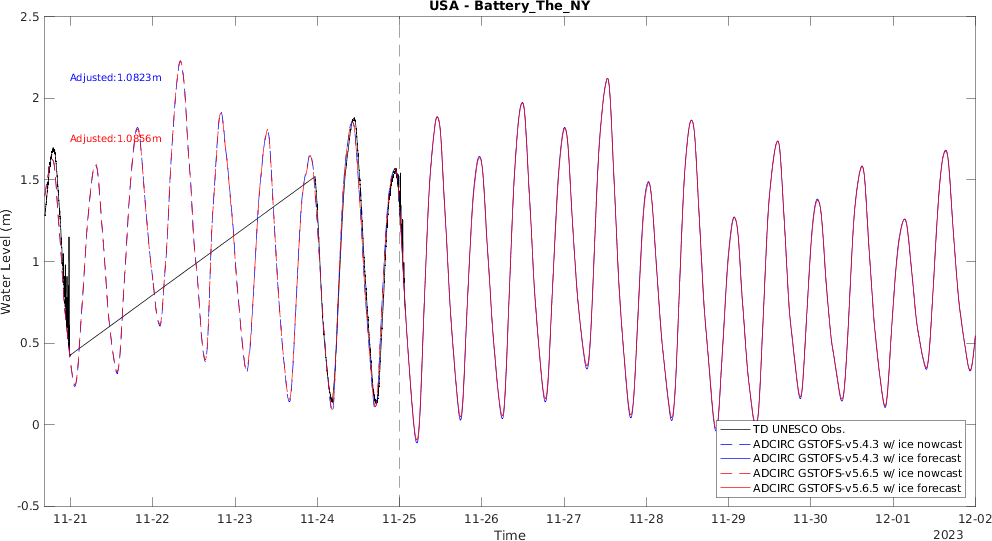 USA - Battery_The_NY
2.5
2
1.5
1
0.5
0
-0.5
Water Level (m)
Adjusted:1.0823m
Adjusted:1.0856m
TD UNESCO Obs.
ADCIRC GSTOFS-v5.4.3 w/ ice nowcast
ADCIRC GSTOFS-v5.4.3 w/ ice forecast
ADCIRC GSTOFS-v5.6.5 w/ ice nowcast
ADCIRC GSTOFS-v5.6.5 w/ ice forecast
11-21 11-22 11-23 11-24 11-25 11-26 11-27 11-28 11-29 11-30 12-01 12-02
Time
2023